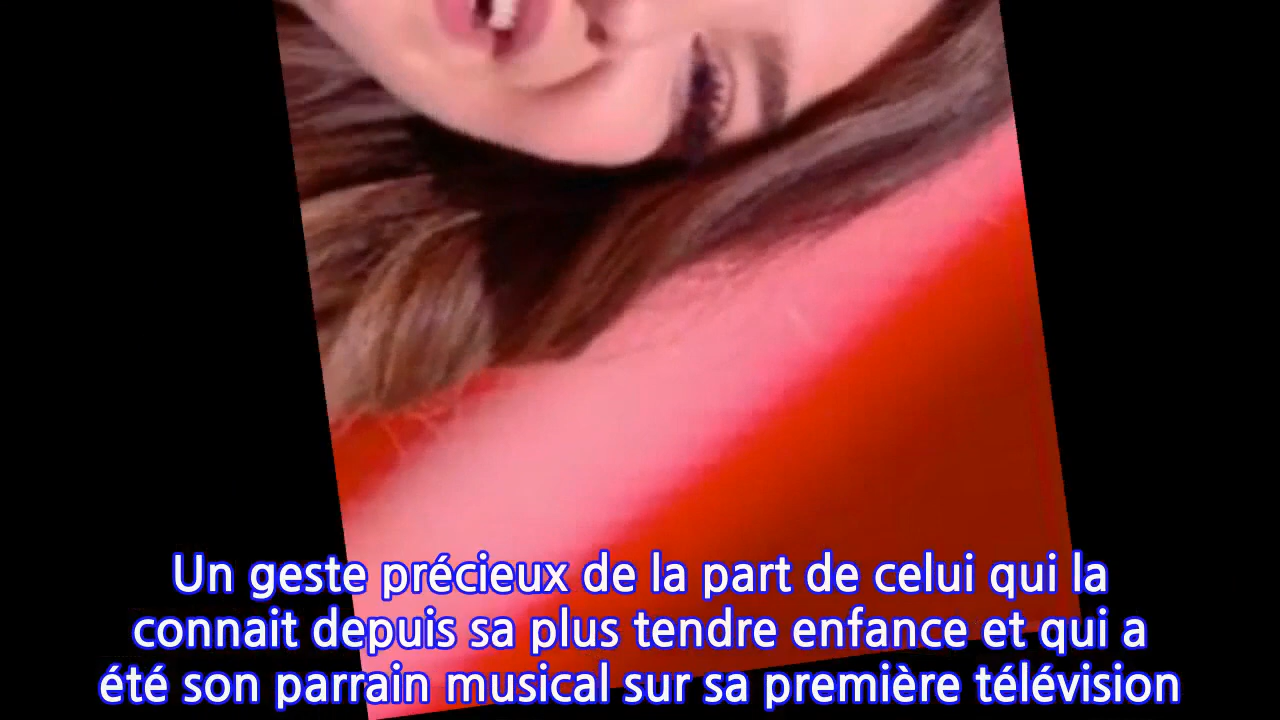 Un geste précieux de la part de celui qui la
connait depuis sa plus tendre enfance et qui a
été son parrain musical sur sa première télévision